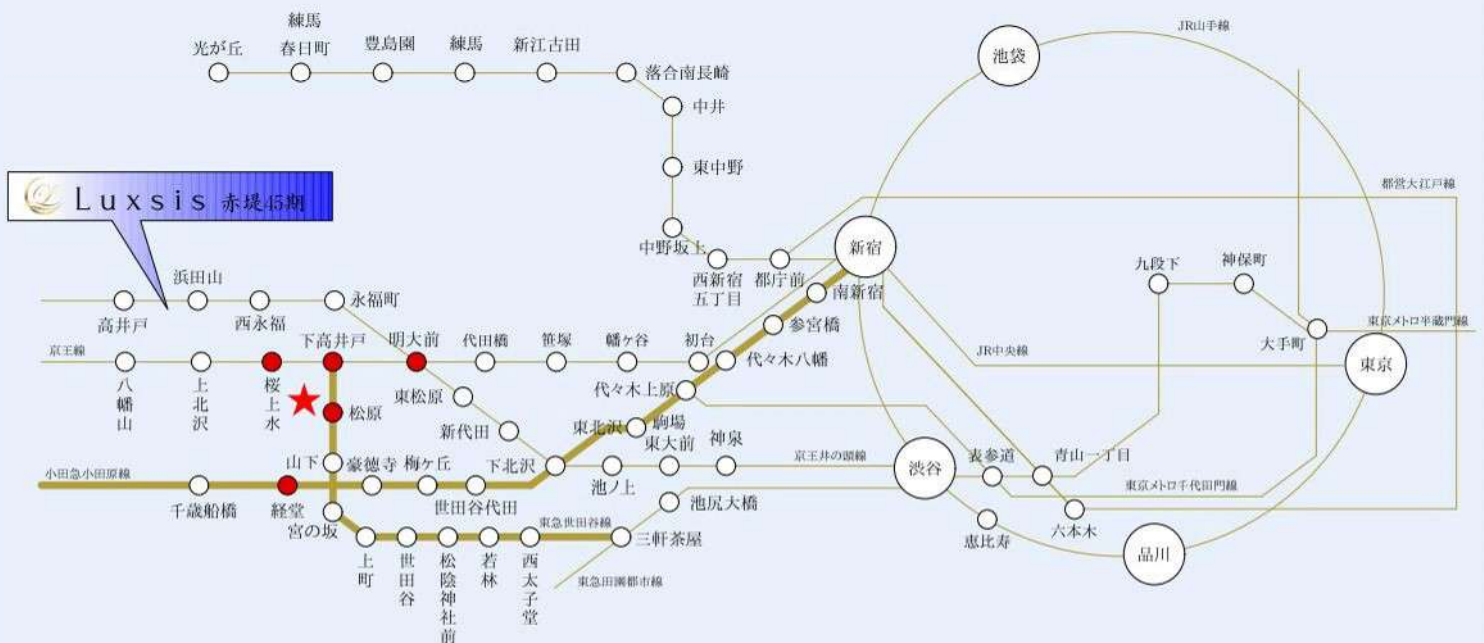 JR山手線
池袋
練馬
春日町
光が丘
豊島園
練馬
新江古田
落合南長崎
中井
東中野
中野坂上
西新宿
五丁目
都庁前
新宿
都営大江戸線
Luxsis 赤堤45期
浜田山
高井戸
西永福
永福町
南新宿
参宮橋
九段下
神保町
東京メトロ半蔵門線
大手町
東京
JR中央線
京王線
八幡山
上北沢
桜上水
下高井戸
明大前
代田橋
笹塚
幡ヶ谷
初台
代々木八幡
代々木上原
松原
東松原
新代田
東北沢
駒場
東大前
神泉
山下
豪徳寺
梅ヶ丘
下北沢
池ノ上
京王井の頭線
渋谷
表参道
青山一丁目
小田急小田原線
千歳船橋
経堂
宮の坂
世田谷代田
池尻大橋
東京メトロ千代田門線
六本木
恵比寿
品川
東急世田谷線
三軒茶屋
上町
世田谷
松陰神社前
若林
西太子堂
東急田園都市線